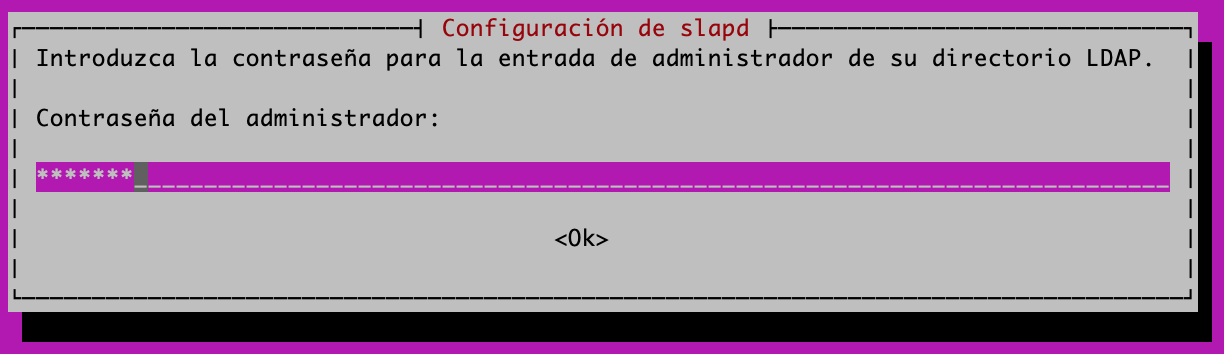 Configuración de slapd
Introduzca la contraseña para la entrada de administrador de su directorio LDAP.
Contraseña del administrador:
*******_________________________________________________________________________
<Ok>